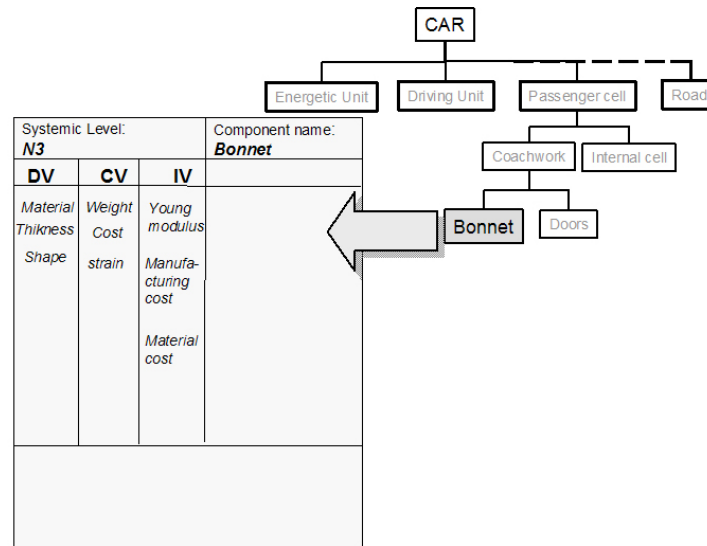 CAR
Energetic Unit
Driving Unit
Passenger cell
Road
Coachwork
Internal cell
Bonnet
Doors
Systemic Level:
N3
Component name:
Bonnet
DV
CV
IV
Material
Thikness
Shape
Weight
Cost
strain
Young
modulus
Manufa-
cturing
cost
Material
cost